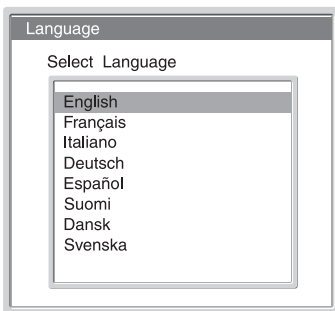 Language
Select Language
English
Français
Italiano
Deutsch
Español
Suomi
Dansk
Svenska